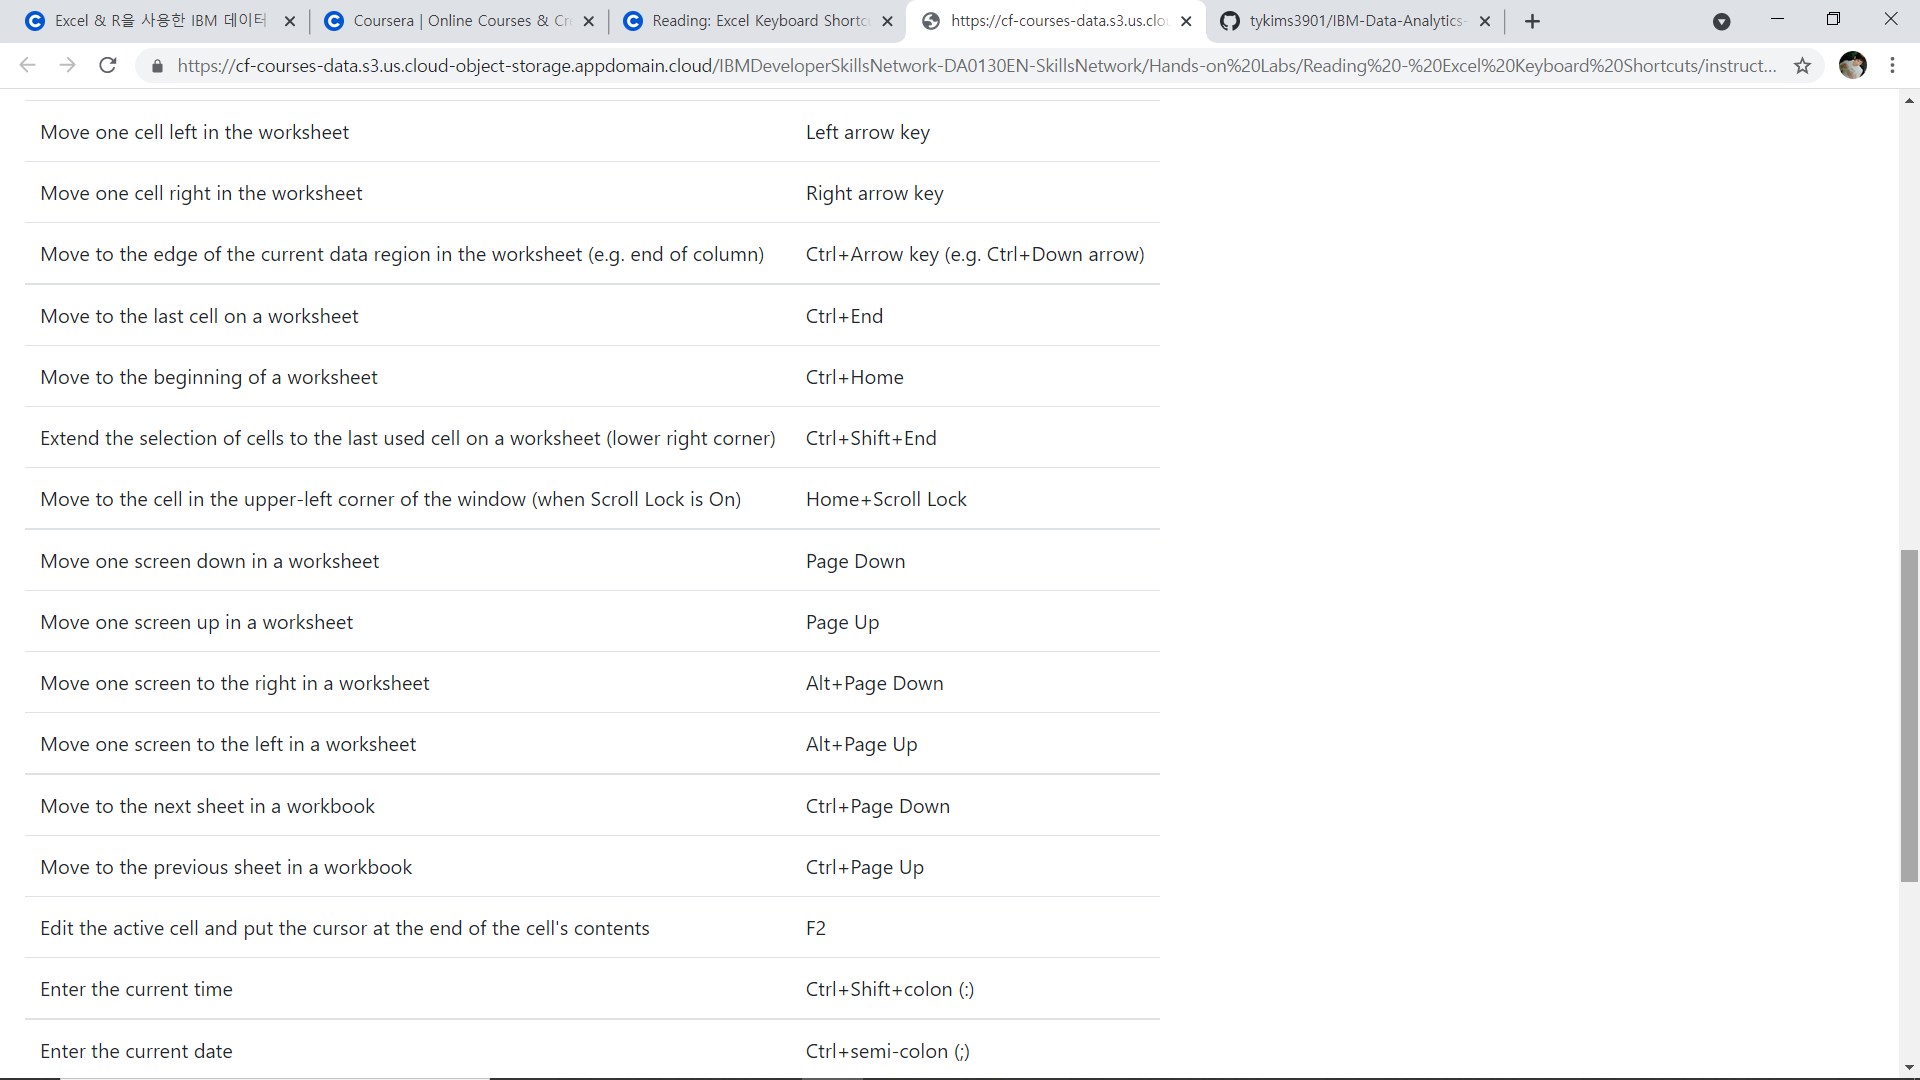 Excel & R을 사용한 IBM 데이터
Coursera | Online Courses & Cre
Reading: Excel Keyboard Shortcu
https://cf-courses-data.s3.us.clou
tykims3901/IBM-Data-Analytics-
https://cf-courses-data.s3.us.cloud-object-storage.appdomain.cloud/IBMDeveloperSkillsNetwork-DA0130EN-SkillsNetwork/Hands-on%20Labs/Reading%20-%20Excel%20Keyboard%20Shortcuts/instruct...
Move one cell left in the worksheet Left arrow key
Move one cell right in the worksheet Right arrow key
Move to the edge of the current data region in the worksheet (e.g. end of column) Ctrl+Arrow key (e.g. Ctrl+Down arrow)
Move to the last cell on a worksheet Ctrl+End
Move to the beginning of a worksheet Ctrl+Home
Extend the selection of cells to the last used cell on a worksheet (lower right corner) Ctrl+Shift+End
Move to the cell in the upper-left corner of the window (when Scroll Lock is On) Home+Scroll Lock
Move one screen down in a worksheet Page Down
Move one screen up in a worksheet Page Up
Move one screen to the right in a worksheet Alt+Page Down
Move one screen to the left in a worksheet Alt+Page Up
Move to the next sheet in a workbook Ctrl+Page Down
Move to the previous sheet in a workbook Ctrl+Page Up
Edit the active cell and put the cursor at the end of the cell's contents F2
Enter the current time Ctrl+Shift+colon (:)
Enter the current date Ctrl+semi-colon (;)